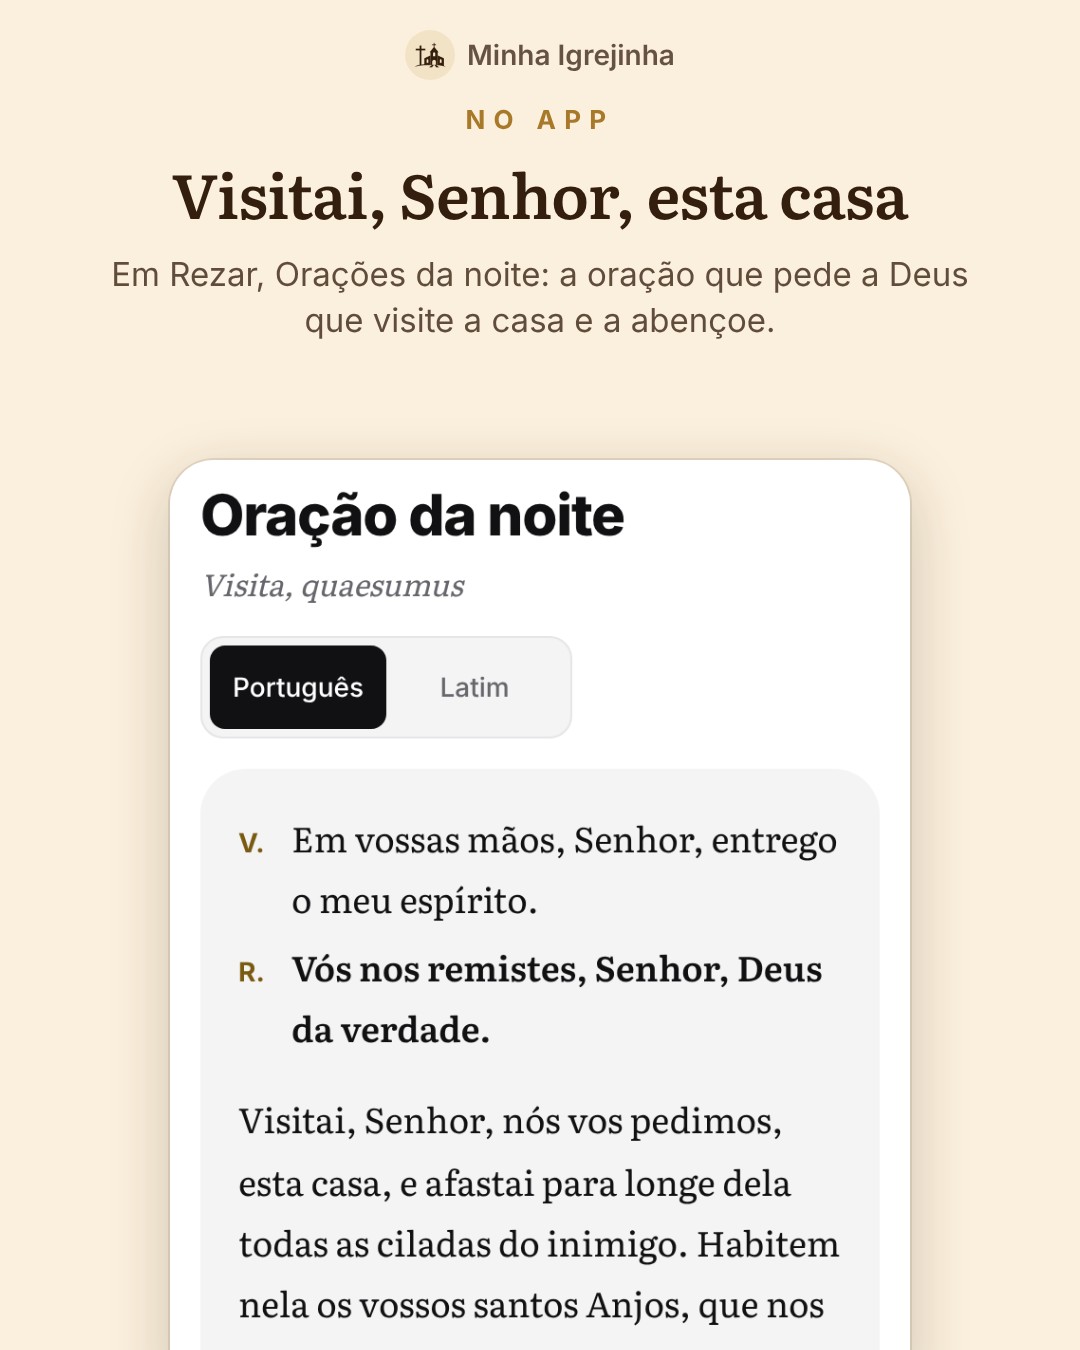 Minha Igrejinha
NO APP
Visitai, Senhor, esta casa
Em Rezar, Orações da noite: a oração que pede a Deus
que visite a casa e a abençoe.
Oração da noite
Visita, quaesumus
Português
Latim
V. Em vossas mãos, Senhor, entrego
o meu espírito.
R. Vós nos remistes, Senhor, Deus
da verdade.
Visitai, Senhor, nós vos pedimos,
esta casa, e afastai para longe dela
todas as ciladas do inimigo. Habitem
nela os vossos santos Anjos, que nos